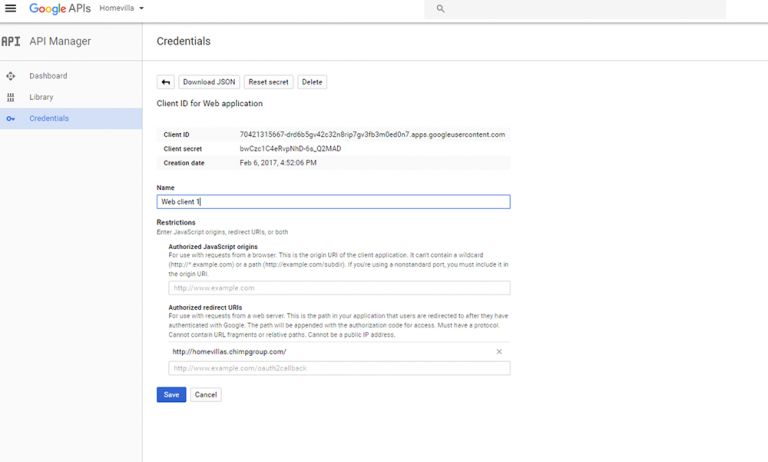 Google APIs Homevilla
API API Manager Credentials
Dashboard
Library
Credentials
Download JSON Reset secret Delete
Client ID for Web application
Client ID 70421315667-drd6b5gv42c32n8rip7gv3fb3m0ed0n7.apps.googleusercontent.com
Client secret bwCzc1C4eRvpNhD-6s_Q2MAD
Creation date Feb 6, 2017, 4:52:06 PM
Name
Web client 1
Restrictions
Enter JavaScript origins, redirect URIs, or both
Authorized JavaScript origins
For use with requests from a browser. This is the origin URI of the client application. It can't contain a wildcard
(http://*.example.com) or a path (http://example.com/subdir). If you're using a nonstandard port, you must include it in
the origin URI.
http://www.example.com
Authorized redirect URIs
For use with requests from a web server. This is the path in your application that users are redirected to after they have
authenticated with Google. The path will be appended with the authorization code for access. Must have a protocol.
Cannot contain URL fragments or relative paths. Cannot be a public IP address.
http://homevillas.chimpgroup.com/
http://www.example.com/oauth2callback
Save Cancel